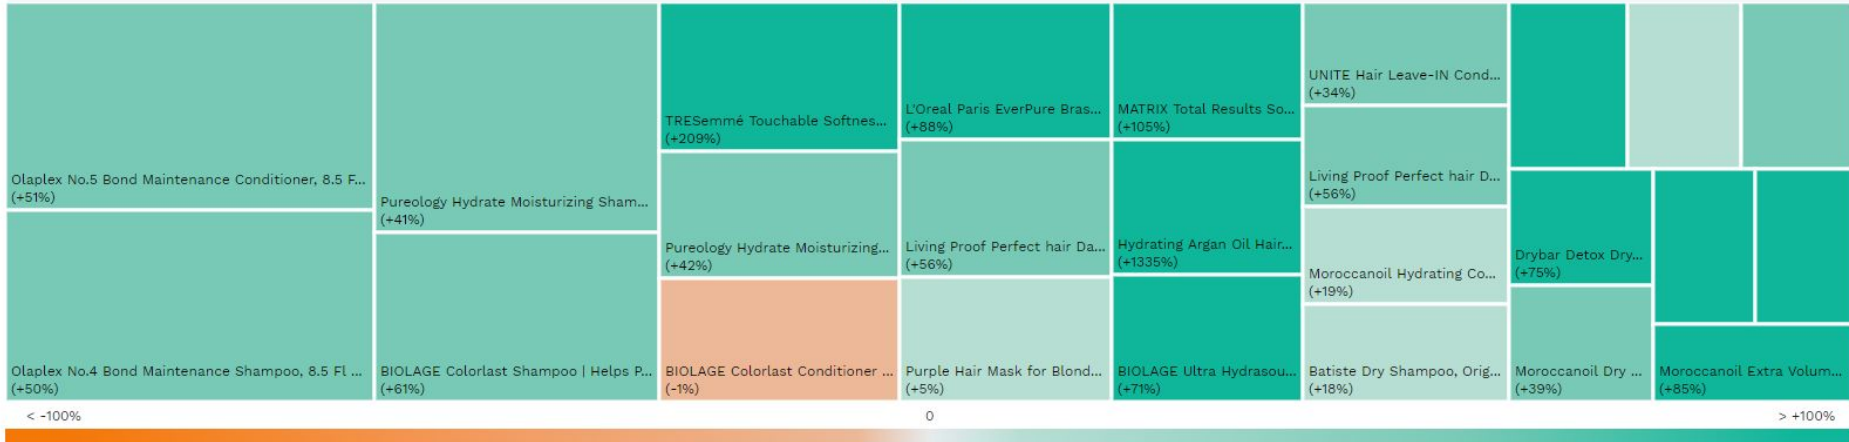 Olaplex No.5 Bond Maintenance Conditioner, 8.5 F...
(+51%)
Olaplex No.4 Bond Maintenance Shampoo, 8.5 Fl ...
(+50%)
Pureology Hydrate Moisturizing Sham...
(+41%)
BIOLAGE Colorlast Shampoo | Helps P...
(+61%)
TRESemmé Touchable Softnes...
(+209%)
Pureology Hydrate Moisturizing...
(+42%)
BIOLAGE Colorlast Conditioner ...
(-1%)
L'Oreal Paris EverPure Bras...
(+88%)
Living Proof Perfect hair Da...
(+56%)
Purple Hair Mask for Blond...
(+5%)
MATRIX Total Results So...
(+105%)
Hydrating Argan Oil Hair...
(+1335%)
BIOLAGE Ultra Hydrasou...
(+71%)
UNITE Hair Leave-IN Cond...
(+34%)
Living Proof Perfect hair D...
(+56%)
Moroccanoil Hydrating Co...
(+19%)
Batiste Dry Shampoo, Orig...
(+18%)
Drybar Detox Dry...
(+75%)
Moroccanoil Dry ...
(+39%)
Moroccanoil Extra Volum...
(+85%)
< -100%
0
> +100%